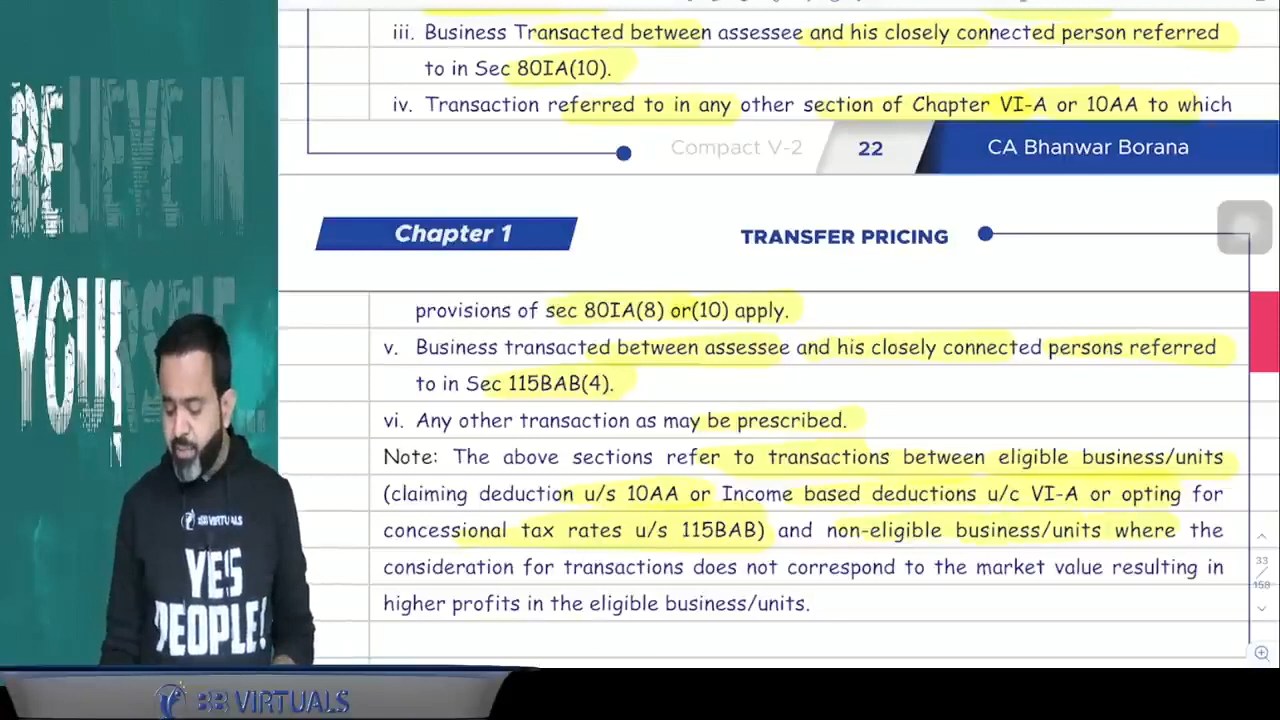 BELIEVE IN
YOURSELF
iii. Business Transacted between assessee and his closely connected person referred
to in Sec 80IA(10).
iv. Transaction referred to in any other section of Chapter VI-A or 10AA to which
Compact V-2 22 CA Bhanwar Borana
Chapter 1 TRANSFER PRICING
provisions of sec 80IA(8) or(10) apply.
v. Business transacted between assessee and his closely connected persons referred
to in Sec 115BAB(4).
vi. Any other transaction as may be prescribed.
Note: The above sections refer to transactions between eligible business/units
(claiming deduction u/s 10AA or Income based deductions u/c VI-A or opting for
concessional tax rates u/s 115BAB) and non-eligible business/units where the
consideration for transactions does not correspond to the market value resulting in
higher profits in the eligible business/units.
33
/
158
BB VIRTUALS
YES
PEOPLE!
BB VIRTUALS